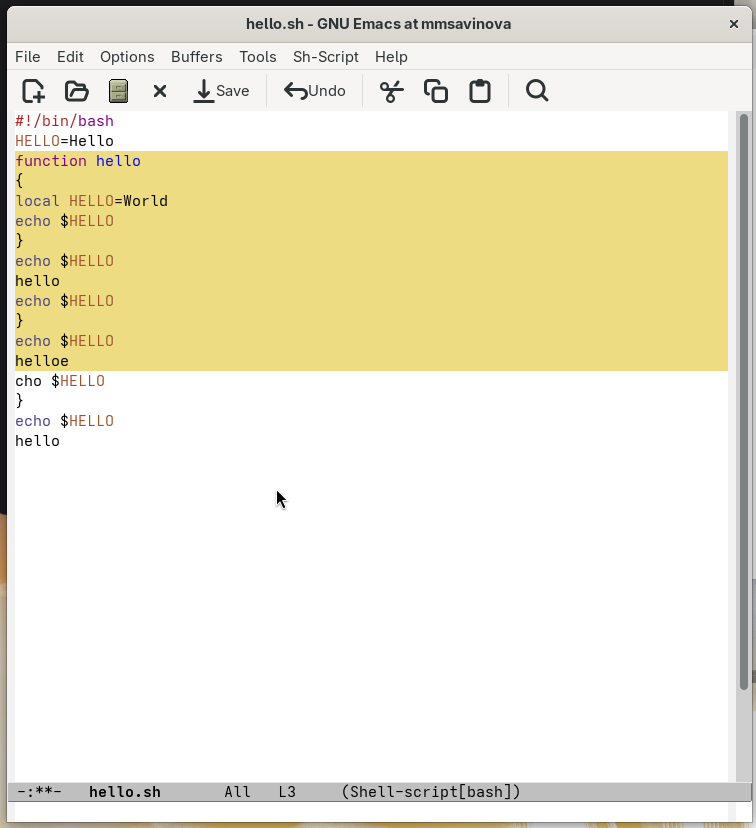 hello.sh - GNU Emacs at mmsavinova
File Edit Options Buffers Tools Sh-Script Help
Save Undo
#!/bin/bash
HELLO=Hello
function hello
{
local HELLO=World
echo $HELLO
}
echo $HELLO
hello
echo $HELLO
}
echo $HELLO
helloe
cho $HELLO
}
echo $HELLO
hello
-:**- hello.sh All L3 (Shell-script[bash])